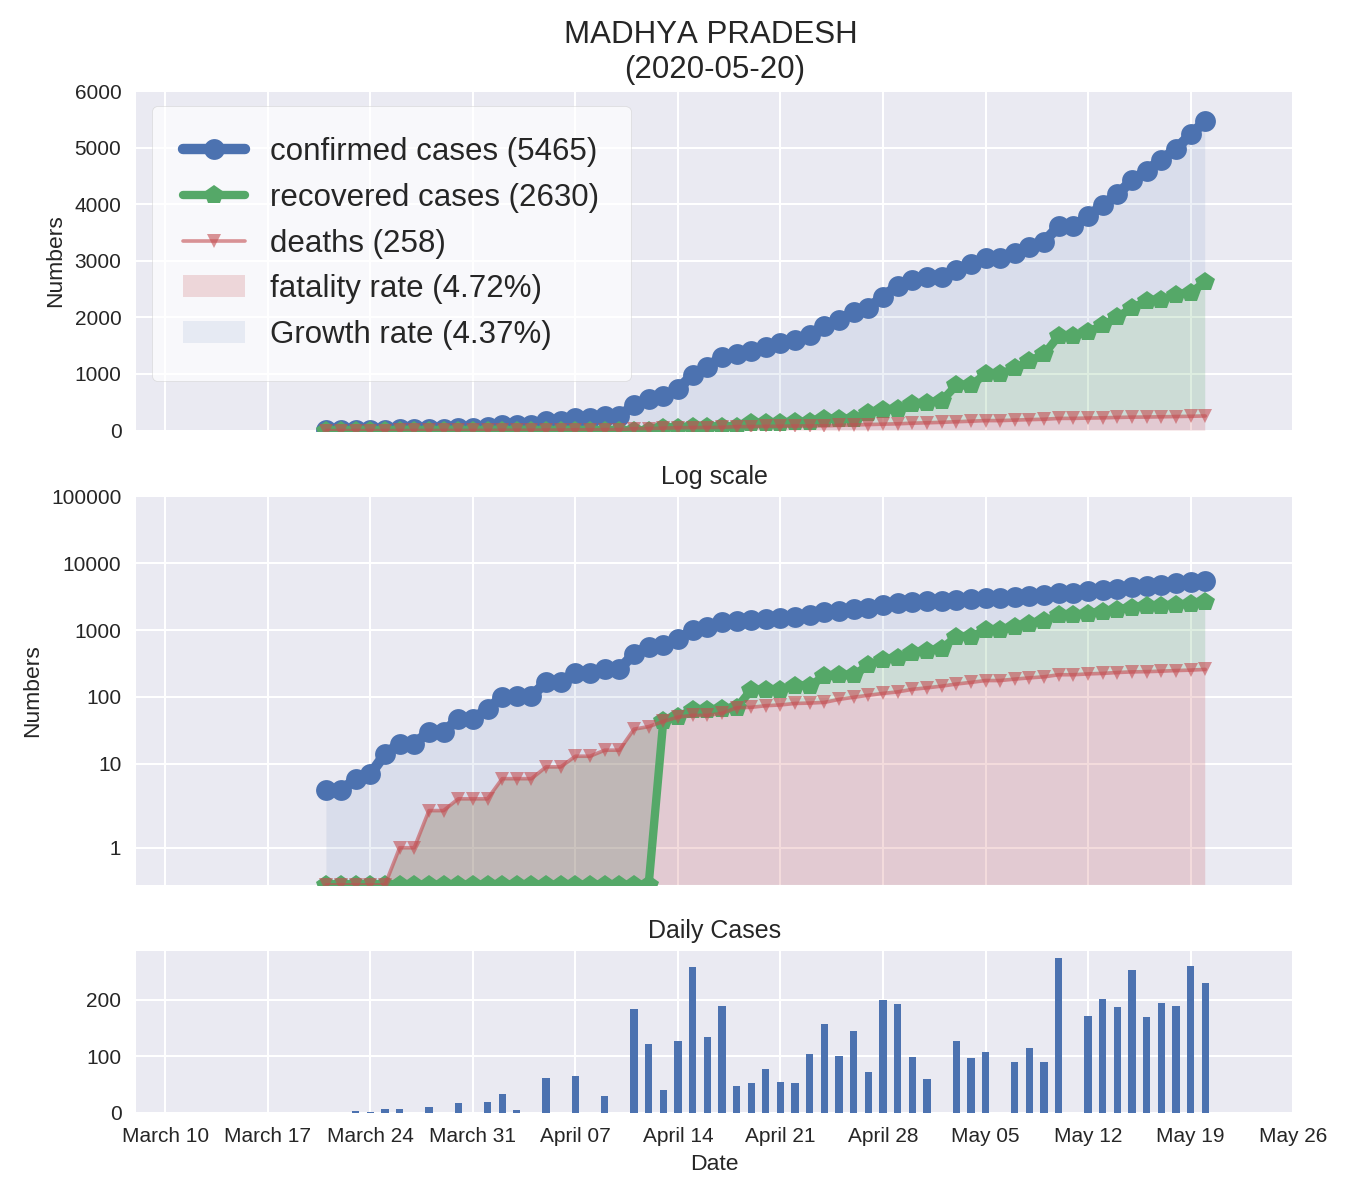 MADHYA PRADESH
(2020-05-20)
6000
5000
4000
3000
2000
1000
0
Numbers
confirmed cases (5465)
recovered cases (2630)
deaths (258)
fatality rate (4.72%)
Growth rate (4.37%)
Log scale
100000
10000
1000
100
10
1
Numbers
Daily Cases
200
100
0
March 10 March 17 March 24 March 31 April 07 April 14 April 21 April 28 May 05 May 12 May 19 May 26
Date